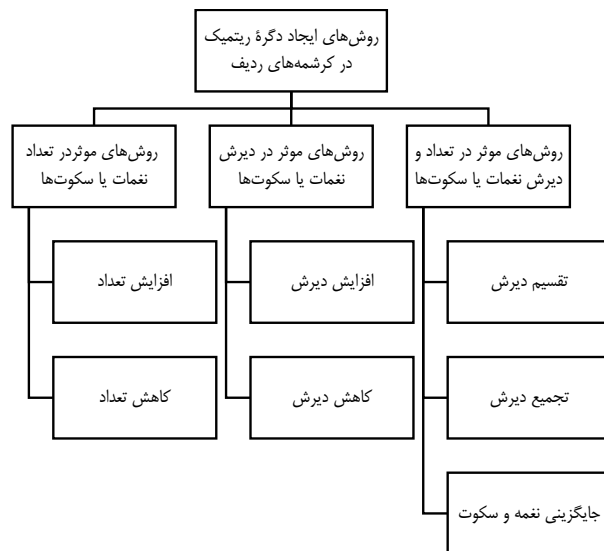 روش‌های ایجاد دگرۀ ریتمیک
در کرشمه‌های ردیف
روش‌های موثر در تعداد و
دیرش نغمات یا سکوت‌ها
روش‌های موثر در دیرش
نغمات یا سکوت‌ها
روش‌های موثردر تعداد
نغمات یا سکوت‌ها
تقسیم دیرش
افزایش دیرش
افزایش تعداد
تجمیع دیرش
کاهش دیرش
کاهش تعداد
جایگزینی نغمه و سکوت